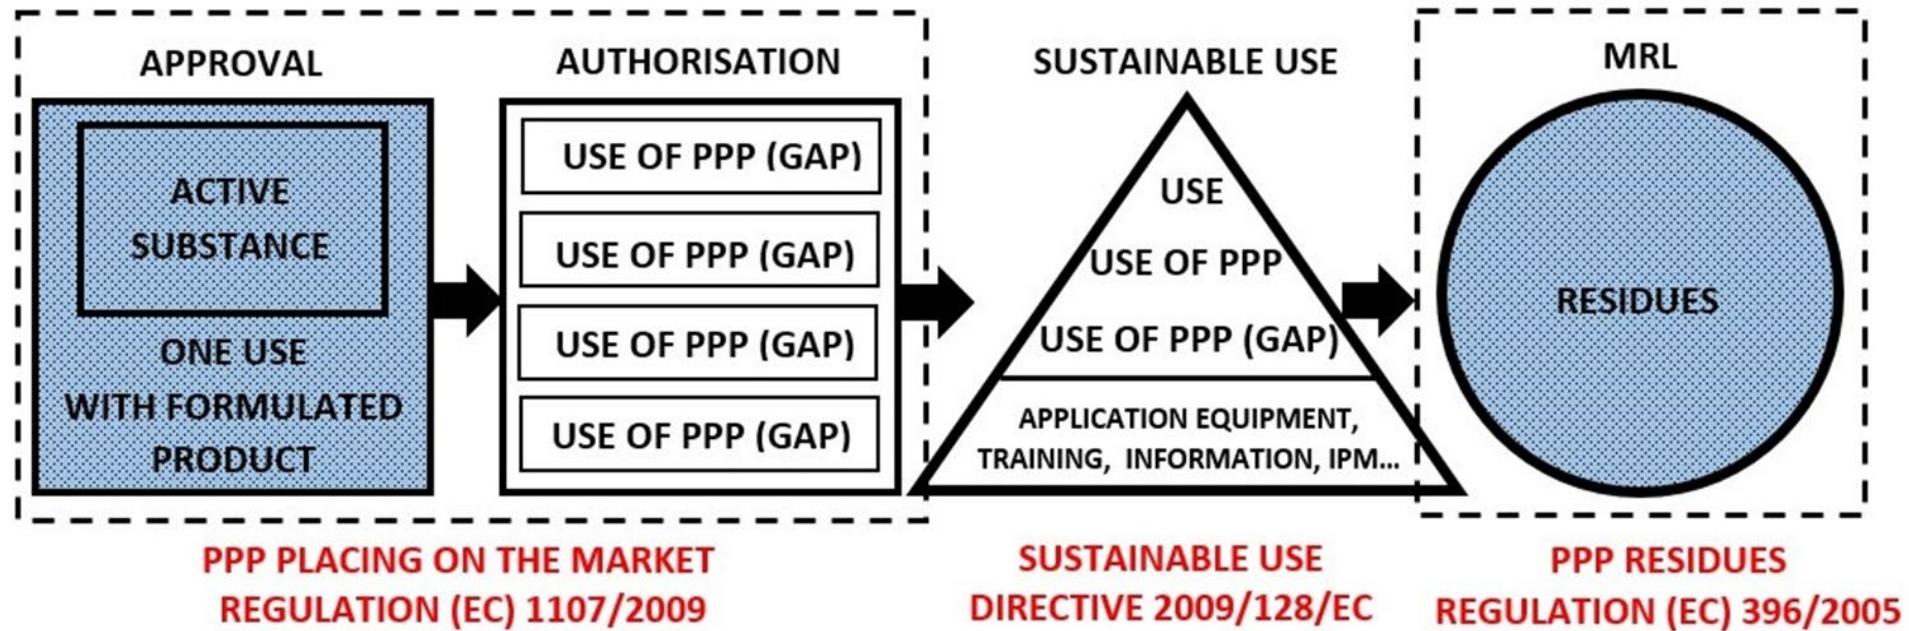 APPROVAL
ACTIVE
SUBSTANCE
ONE USE
WITH FORMULATED
PRODUCT
AUTHORISATION
USE OF PPP (GAP)
USE OF PPP (GAP)
USE OF PPP (GAP)
USE OF PPP (GAP)
SUSTAINABLE USE
USE
USE OF PPP
USE OF PPP (GAP)
APPLICATION EQUIPMENT,
TRAINING, INFORMATION, IPM...
MRL
RESIDUES
PPP PLACING ON THE MARKET
REGULATION (EC) 1107/2009
SUSTAINABLE USE
DIRECTIVE 2009/128/EC
PPP RESIDUES
REGULATION (EC) 396/2005